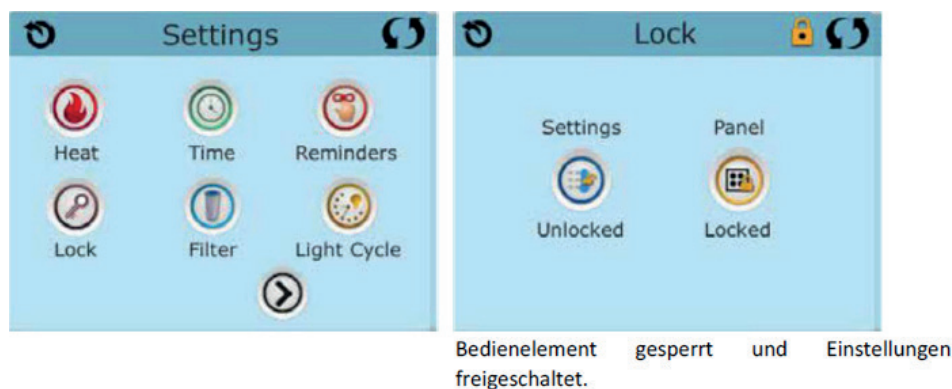 Settings
Heat Time Reminders
Lock Filter Light Cycle
Lock
Settings Panel
Unlocked Locked
Bedienelement gesperrt und Einstellungen
freigeschaltet.